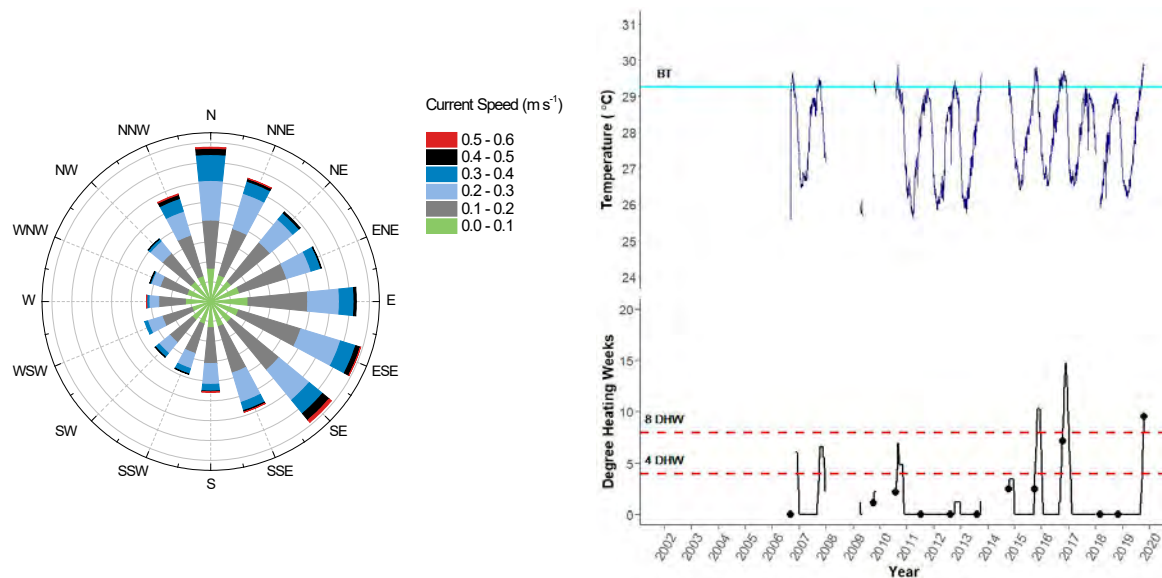 Current Speed (m s⁻¹)
0.5 - 0.6
0.4 - 0.5
0.3 - 0.4
0.2 - 0.3
0.1 - 0.2
0.0 - 0.1
N
NNE
NE
ENE
E
ESE
SE
SSE
S
SSW
SW
WSW
W
WNW
NW
NNW
Temperature ( °C)
31
30
29
28
27
26
25
24
BT
Degree Heating Weeks
20
15
10
5
0
8 DHW
4 DHW
2002 2003 2004 2005 2006 2007 2008 2009 2010 2011 2012 2013 2014 2015 2016 2017 2018 2019 2020
Year